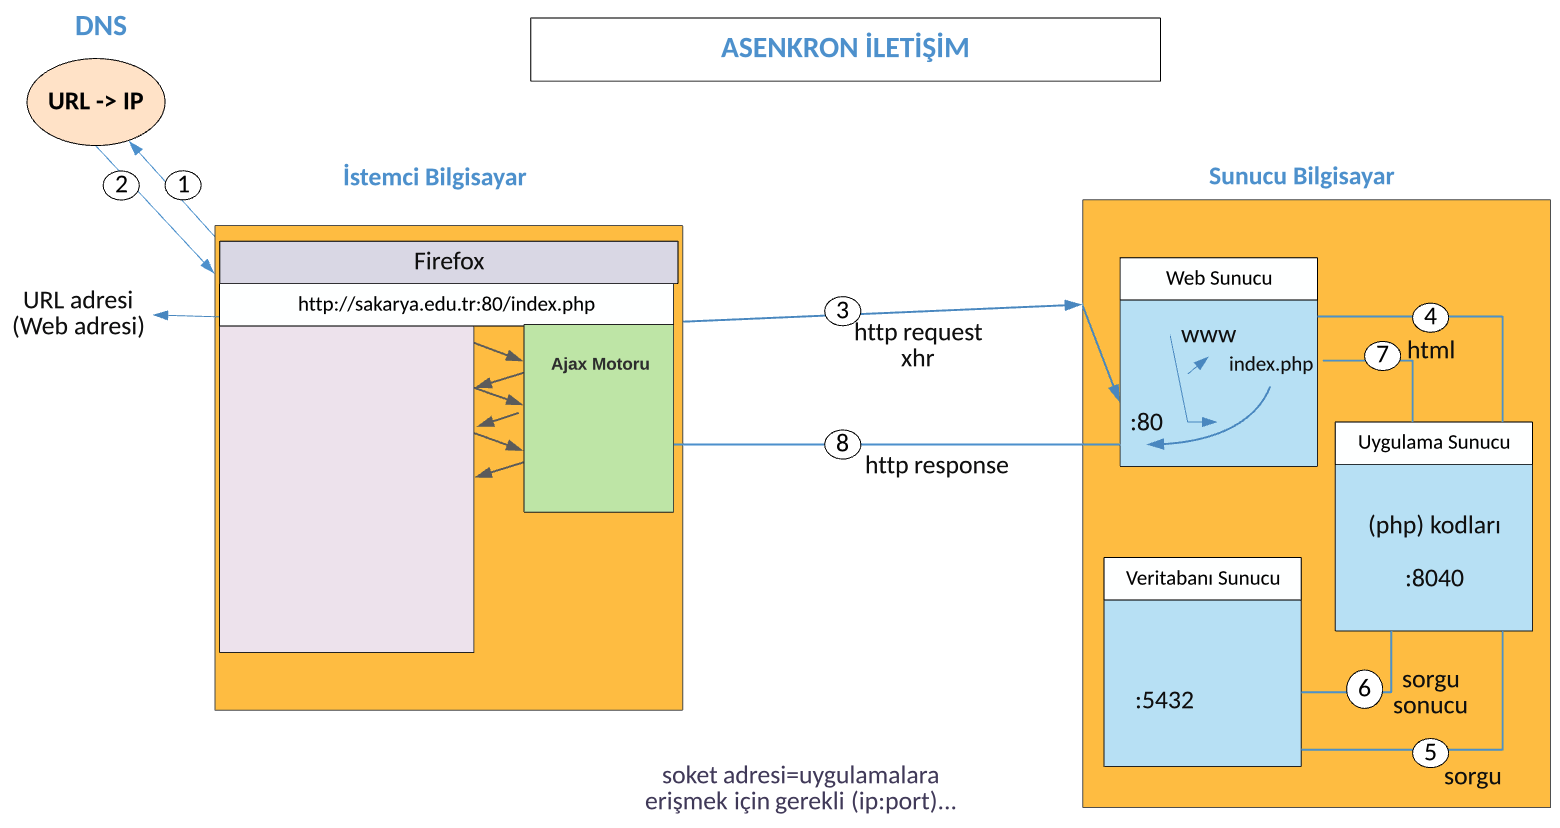 DNS
ASENKRON İLETİŞİM
URL -> IP
2
1
İstemci Bilgisayar
Sunucu Bilgisayar
Firefox
http://sakarya.edu.tr:80/index.php
URL adresi
(Web adresi)
Ajax Motoru
3
http request
xhr
8
http response
Web Sunucu
www
index.php
:80
4
7
html
Uygulama Sunucu
(php) kodları
:8040
Veritabanı Sunucu
:5432
6
sorgu
sonucu
5
sorgu
soket adresi=uygulamalara
erişmek için gerekli (ip:port)...